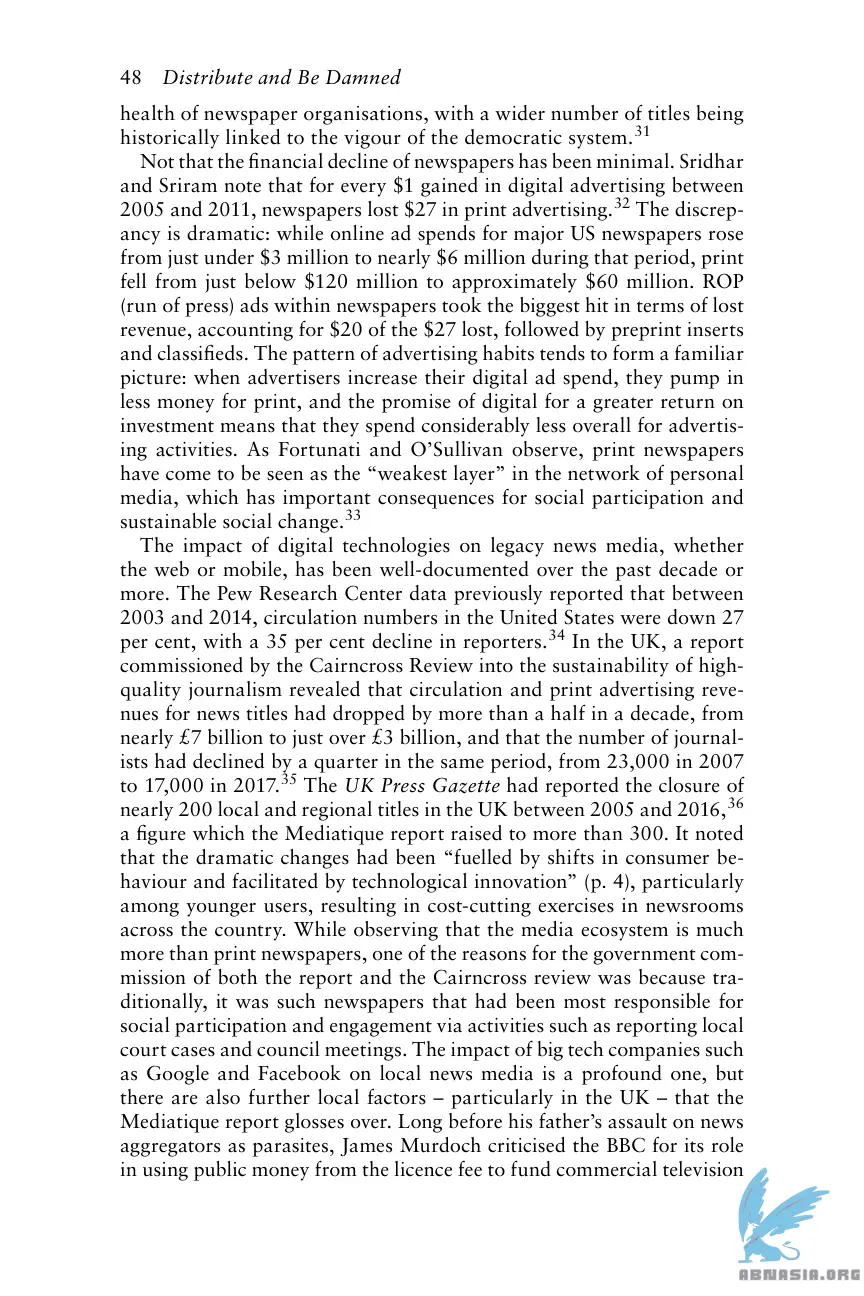 48 Distribute and Be Damned
health of newspaper organisations, with a wider number of titles being
historically linked to the vigour of the democratic system.31
Not that the financial decline of newspapers has been minimal. Sridhar
and Sriram note that for every $1 gained in digital advertising between
2005 and 2011, newspapers lost $27 in print advertising.32 The discrep-
ancy is dramatic: while online ad spends for major US newspapers rose
from just under $3 million to nearly $6 million during that period, print
fell from just below $120 million to approximately $60 million. ROP
(run of press) ads within newspapers took the biggest hit in terms of lost
revenue, accounting for $20 of the $27 lost, followed by preprint inserts
and classifieds. The pattern of advertising habits tends to form a familiar
picture: when advertisers increase their digital ad spend, they pump in
less money for print, and the promise of digital for a greater return on
investment means that they spend considerably less overall for advertis-
ing activities. As Fortunati and O’Sullivan observe, print newspapers
have come to be seen as the “weakest layer” in the network of personal
media, which has important consequences for social participation and
sustainable social change.33
The impact of digital technologies on legacy news media, whether
the web or mobile, has been well-documented over the past decade or
more. The Pew Research Center data previously reported that between
2003 and 2014, circulation numbers in the United States were down 27
per cent, with a 35 per cent decline in reporters.34 In the UK, a report
commissioned by the Cairncross Review into the sustainability of high-
quality journalism revealed that circulation and print advertising reve-
nues for news titles had dropped by more than a half in a decade, from
nearly £7 billion to just over £3 billion, and that the number of journal-
ists had declined by a quarter in the same period, from 23,000 in 2007
to 17,000 in 2017.35 The UK Press Gazette had reported the closure of
nearly 200 local and regional titles in the UK between 2005 and 2016,36
a figure which the Mediatique report raised to more than 300. It noted
that the dramatic changes had been “fuelled by shifts in consumer be-
haviour and facilitated by technological innovation” (p. 4), particularly
among younger users, resulting in cost-cutting exercises in newsrooms
across the country. While observing that the media ecosystem is much
more than print newspapers, one of the reasons for the government com-
mission of both the report and the Cairncross review was because tra-
ditionally, it was such newspapers that had been most responsible for
social participation and engagement via activities such as reporting local
court cases and council meetings. The impact of big tech companies such
as Google and Facebook on local news media is a profound one, but
there are also further local factors – particularly in the UK – that the
Mediatique report glosses over. Long before his father’s assault on news
aggregators as parasites, James Murdoch criticised the BBC for its role
in using public money from the licence fee to fund commercial television
ABNASIA.ORG